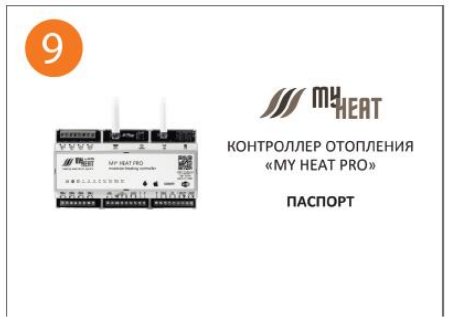 9
my HEAT
КОНТРОЛЛЕР ОТОПЛЕНИЯ
«MY HEAT PRO»
ПАСПОРТ
MY HEAT PRO